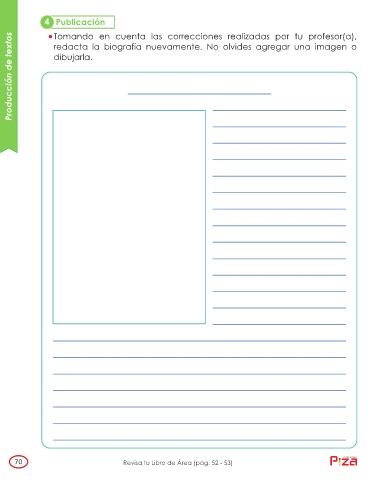 4 Publicación
Tomando en cuenta las correcciones realizadas por tu profesor(a),
redacta la biografía nuevamente. No olvides agregar una imagen o
dibujarla.
Producción de textos
70
Revisa tu Libro de Área (pág. 52 - 53)
PIZA